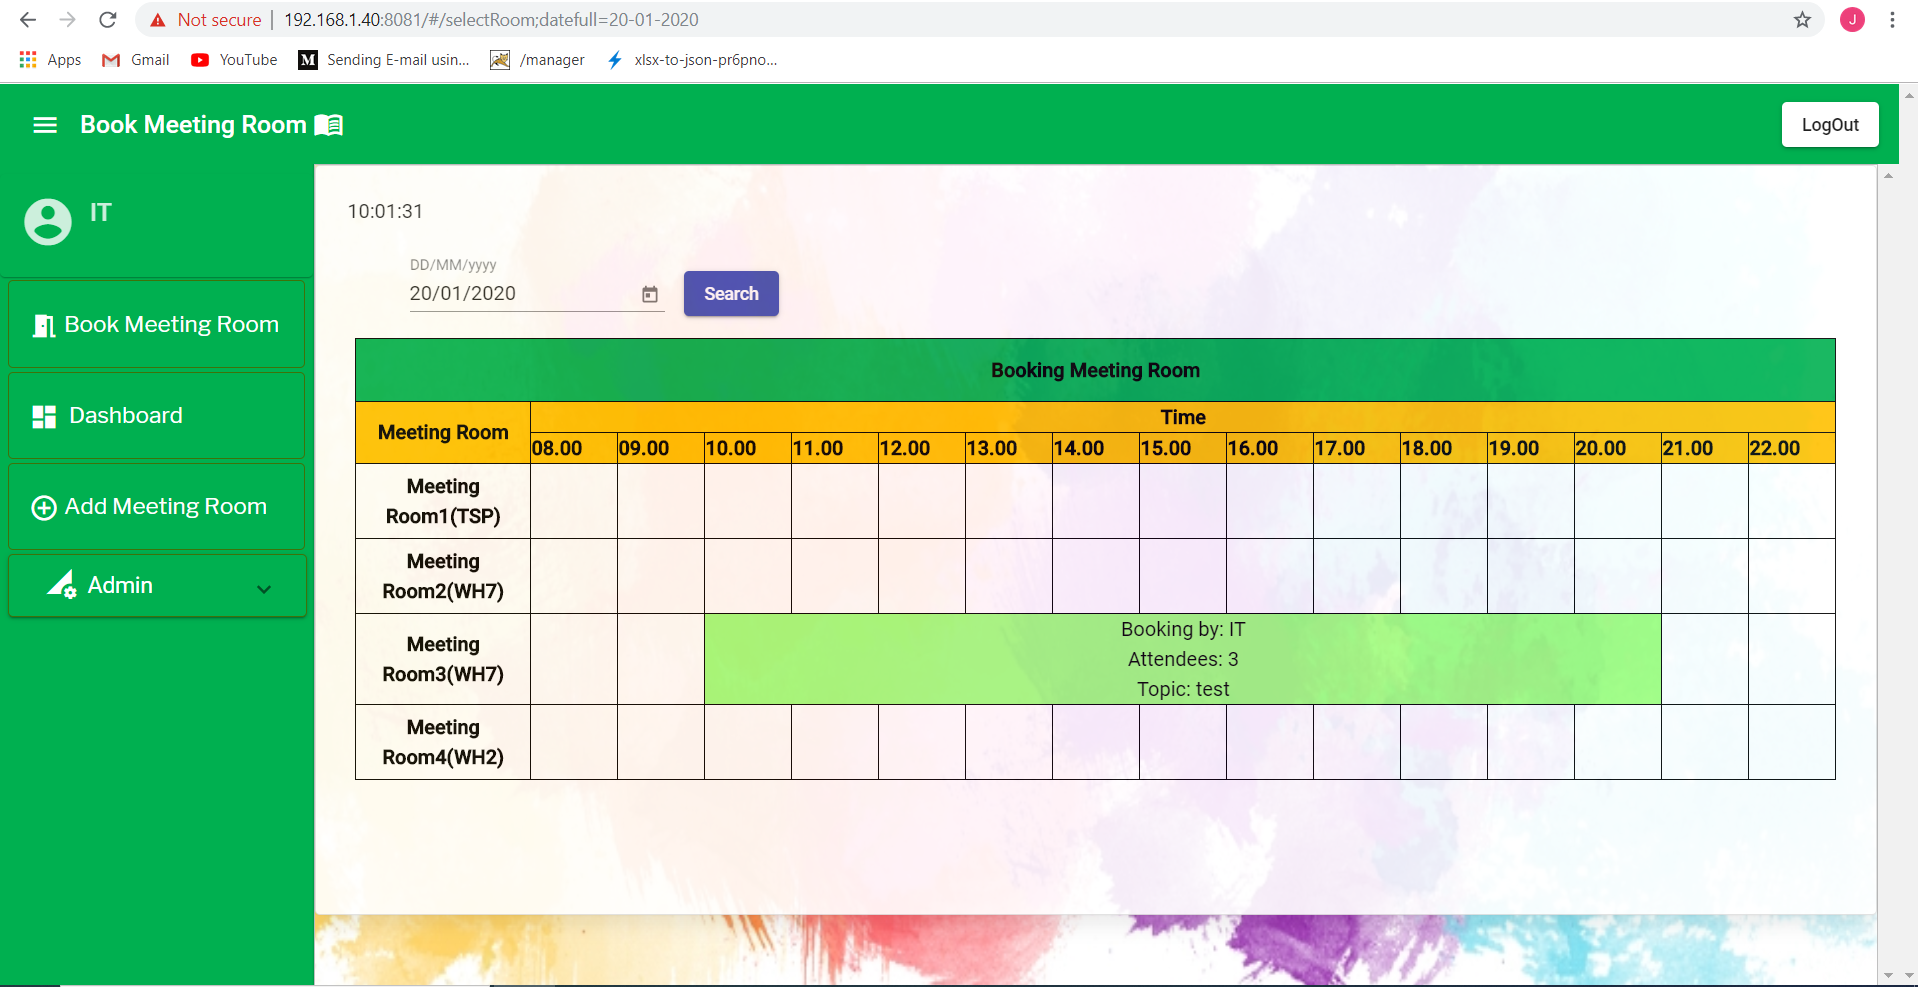 Not secure | 192.168.1.40:8081/#/selectRoom;datefull=20-01-2020
J
Apps Gmail YouTube M Sending E-mail usin... /manager xlsx-to-json-pr6pno...
Book Meeting Room
LogOut
IT
Book Meeting Room
Dashboard
Add Meeting Room
Admin
10:01:31
DD/MM/yyyy
20/01/2020
Search
Booking Meeting Room
Meeting Room
Time
08.00 09.00 10.00 11.00 12.00 13.00 14.00 15.00 16.00 17.00 18.00 19.00 20.00 21.00 22.00
Meeting
Room1(TSP)
Meeting
Room2(WH7)
Meeting
Room3(WH7)
Booking by: IT
Attendees: 3
Topic: test
Meeting
Room4(WH2)